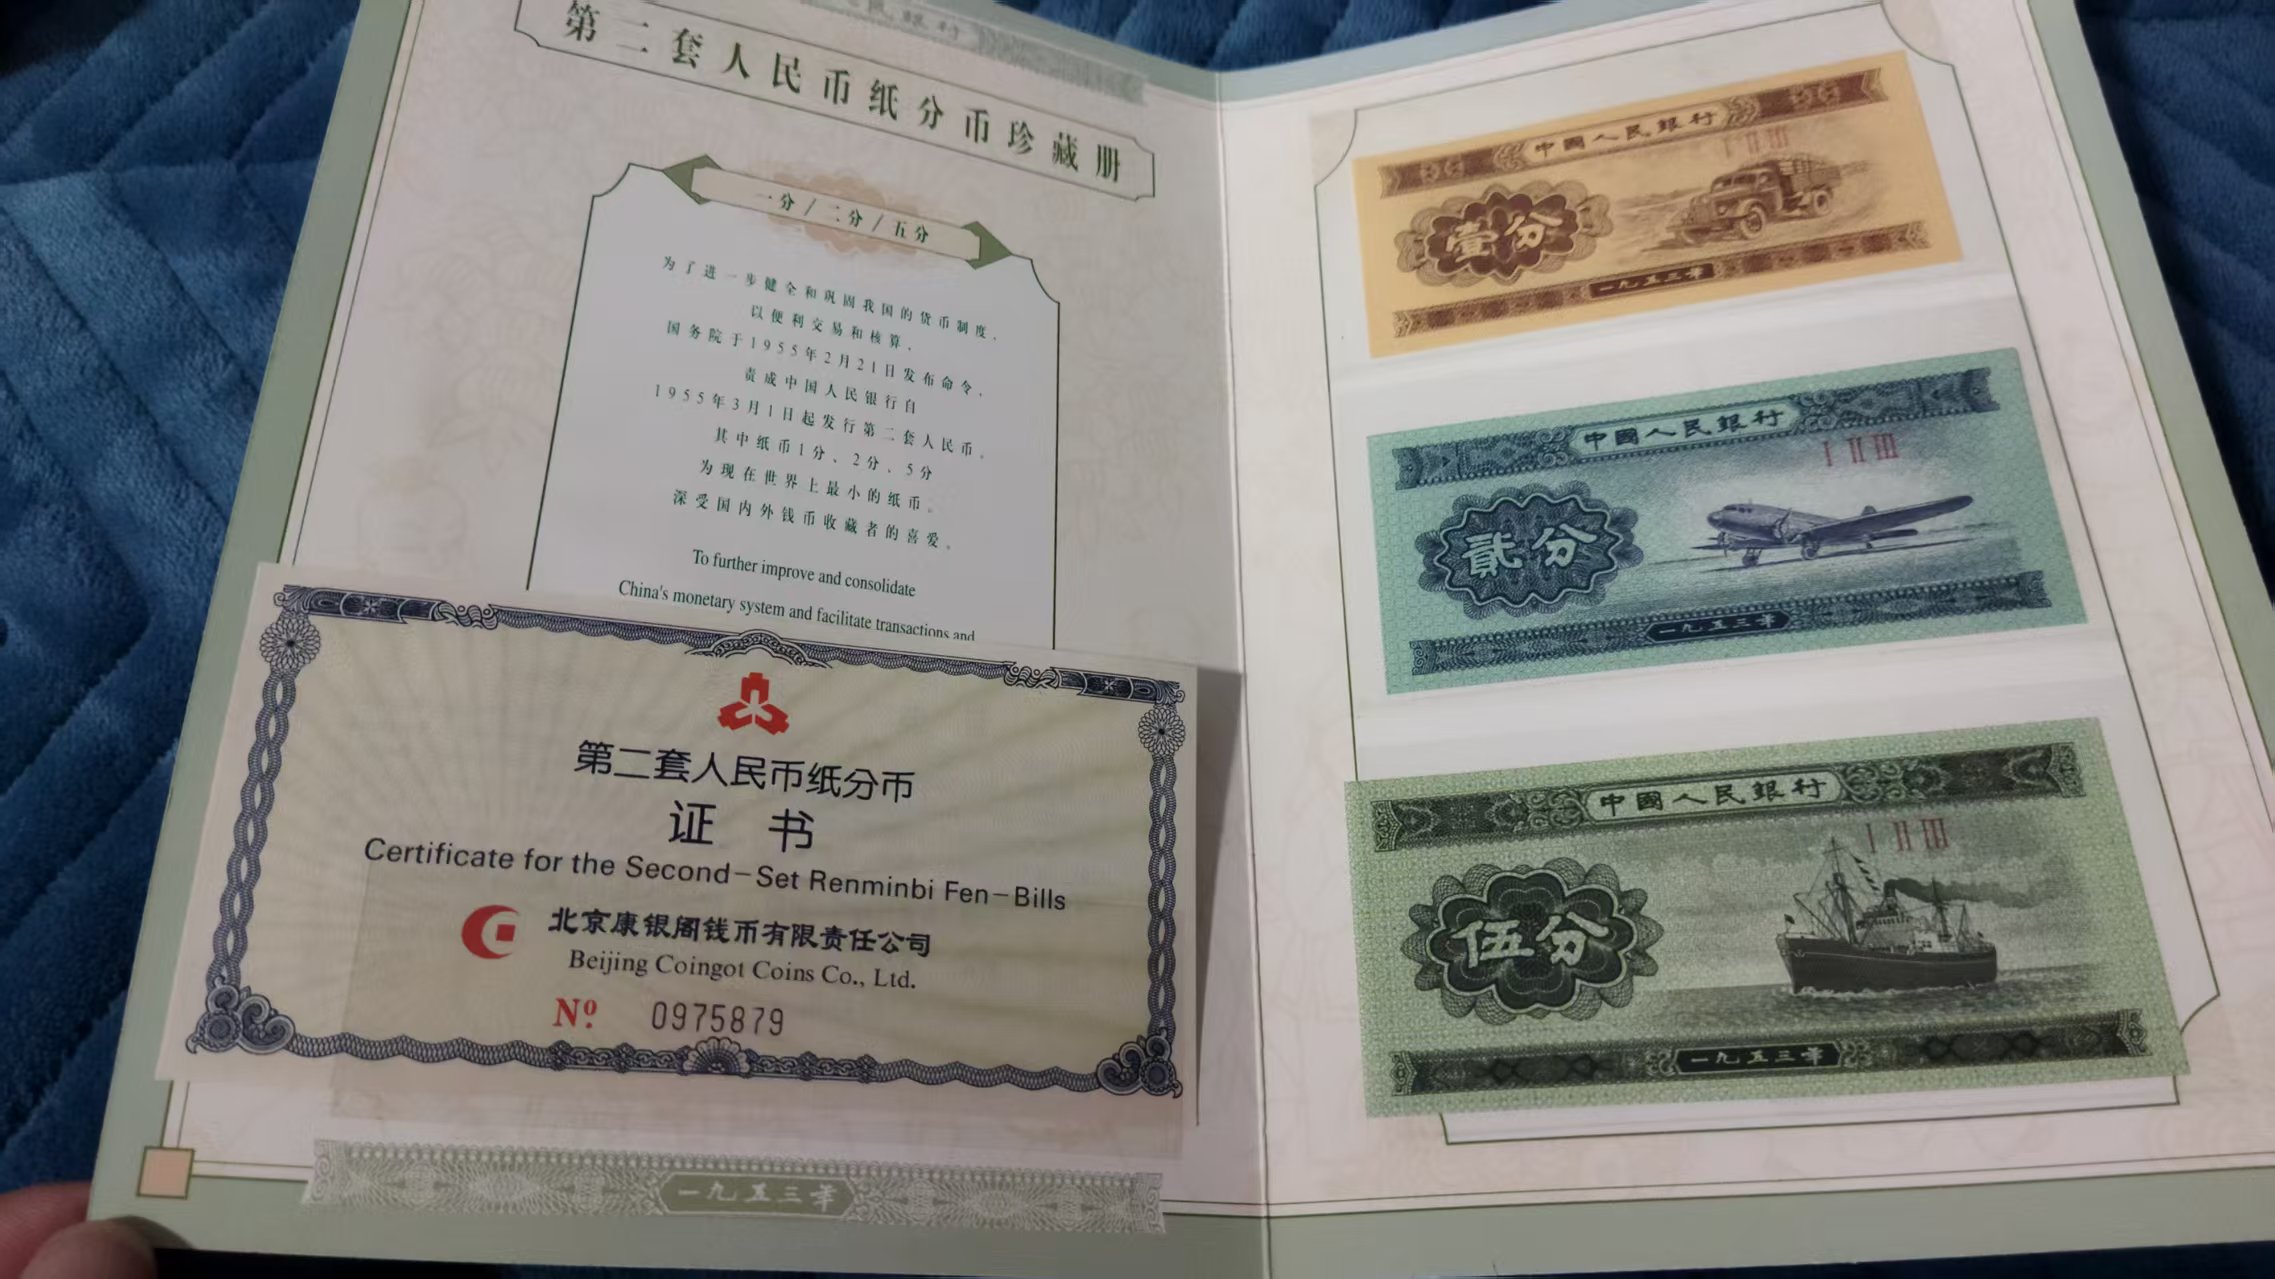 第二套人民币纸分币珍藏册
一分/二分/五分
为了进一步健全和巩固我国的货币制度，
以便利交易和核算，
国务院于1955年2月21日发布命令，
责成中国人民银行自
1955年3月1日起发行第二套人民币。
其中纸币1分、2分、5分
为现在世界上最小的纸币。
深受国内外钱币收藏者的喜爱。
To further improve and consolidate
China's monetary system and facilitate transactions and
第二套人民币纸分币
证书
Certificate for the Second-Set Renminbi Fen-Bills
北京康银阁钱币有限责任公司
Beijing Coingot Coins Co., Ltd.
Nº 0975879
一九五三年
中國人民銀行
I II III
壹分
一九五三年
中國人民銀行
I II III
貳分
一九五三年
中國人民銀行
I II III
伍分
一九五三年